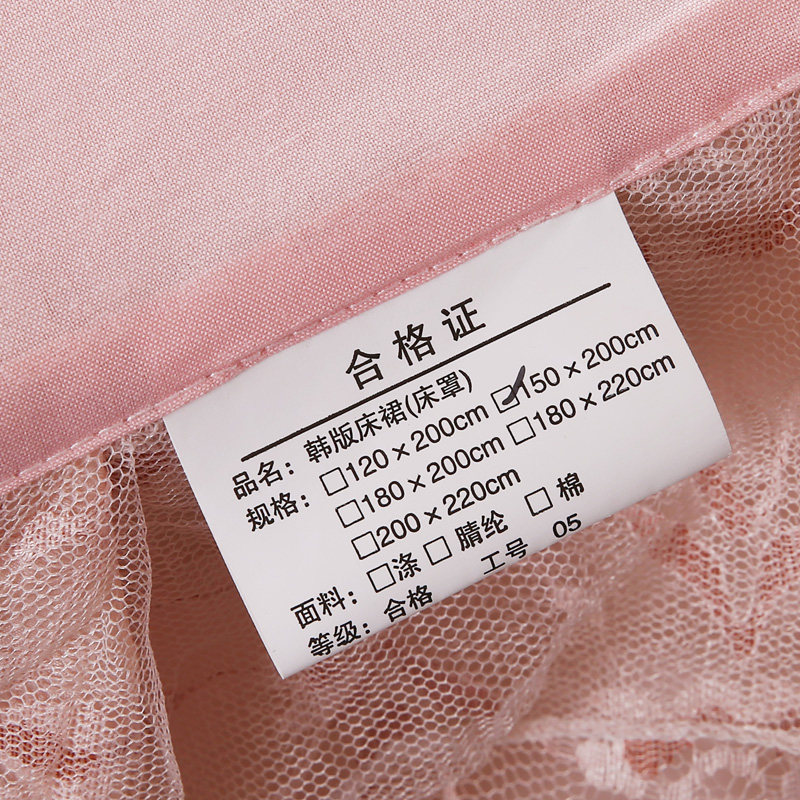 合格证
品名：韩版床裙(床罩)
规格：□120×200cm ☑150×200cm
□180×200cm □180×220cm
□200×220cm
面料：□涤 □腈纶 □棉
等级：合格 工号 05